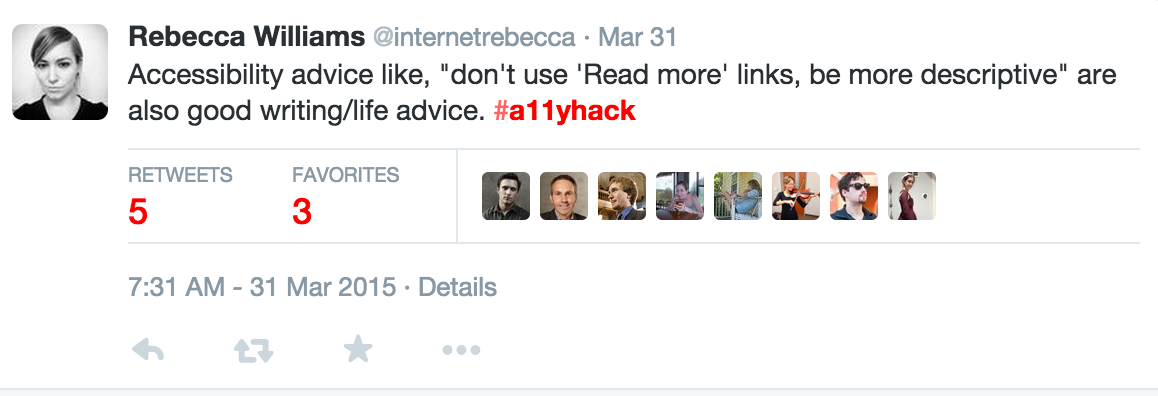 Rebecca Williams @internetrebecca · Mar 31
Accessibility advice like, "don't use 'Read more' links, be more descriptive" are
also good writing/life advice. #a11yhack
RETWEETS FAVORITES
5 3
7:31 AM - 31 Mar 2015 · Details